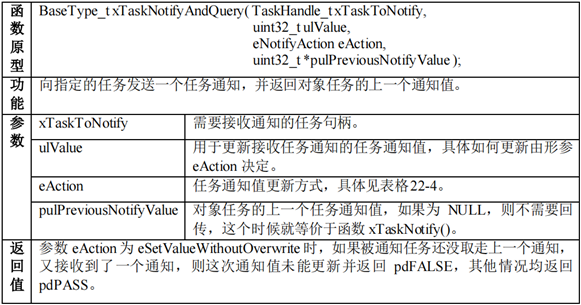 函数原型
BaseType_t xTaskNotifyAndQuery( TaskHandle_t xTaskToNotify,
uint32_t ulValue,
eNotifyAction eAction,
uint32_t *pulPreviousNotifyValue );
功能
向指定的任务发送一个任务通知，并返回对象任务的上一个通知值。
参数
xTaskToNotify 需要接收通知的任务句柄。
ulValue 用于更新接收任务通知的任务通知值，具体如何更新由形参
eAction 决定。
eAction 任务通知值更新方式，具体见表格 22-4。
pulPreviousNotifyValue 对象任务的上一个任务通知值，如果为 NULL，则不需要回
传，这个时候就等价于函数 xTaskNotify()。
返回值
参数 eAction 为 eSetValueWithoutOverwrite 时，如果被通知任务还没取走上一个通知，
又接收到了一个通知，则这次通知值未能更新并返回 pdFALSE，其他情况均返回
pdPASS。